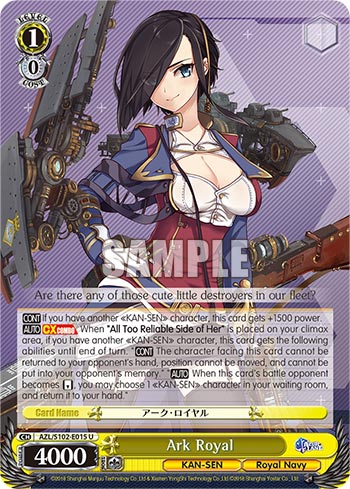 LEVEL
1
0
COST
SAMPLE
Are there any of those cute little destroyers in our fleet?
CONT If you have another «KAN-SEN» character, this card gets +1500 power.
AUTO CX COMBO When "All Too Reliable Side of Her" is placed on your climax
area, if you have another «KAN-SEN» character, this card gets the following
abilities until end of turn. CONT The character facing this card cannot be
returned to your opponent's hand, position cannot be moved, and cannot be
put into your opponent's memory. AUTO When this card's battle opponent
becomes, you may choose 1 «KAN-SEN» character in your waiting room,
and return it to your hand."
Card Name
アーク・ロイヤル
CH
AZL/S102-E015 U
Ark Royal
4000
KAN-SEN
Royal Navy